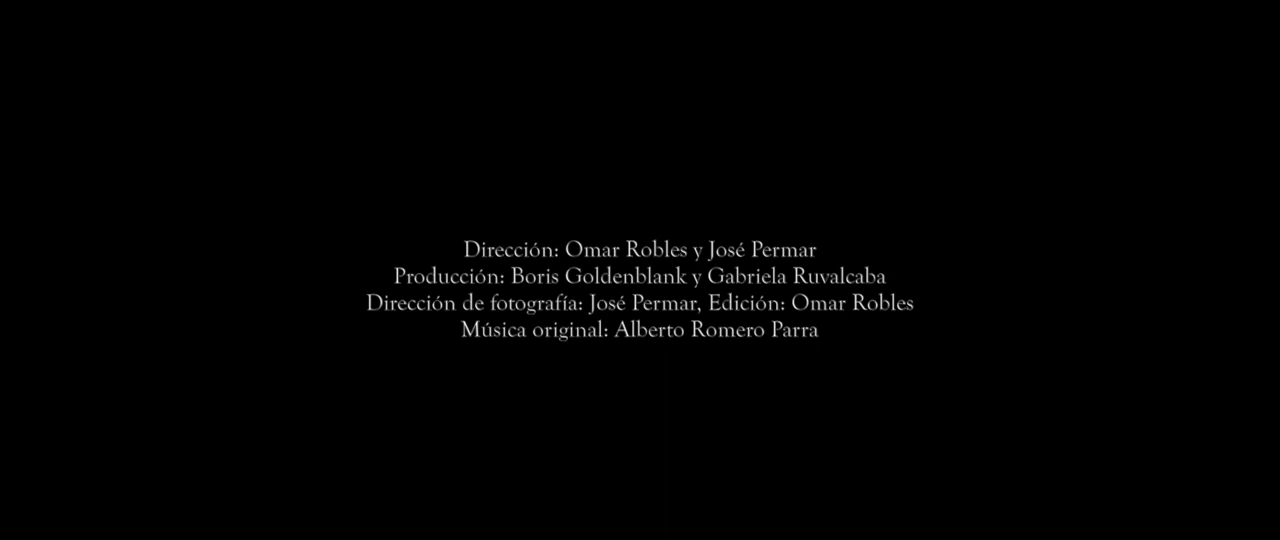 Dirección: Omar Robles y José Permar
Producción: Boris Goldenblank y Gabriela Ruvalcaba
Dirección de fotografía: José Permar, Edición: Omar Robles
Música original: Alberto Romero Parra